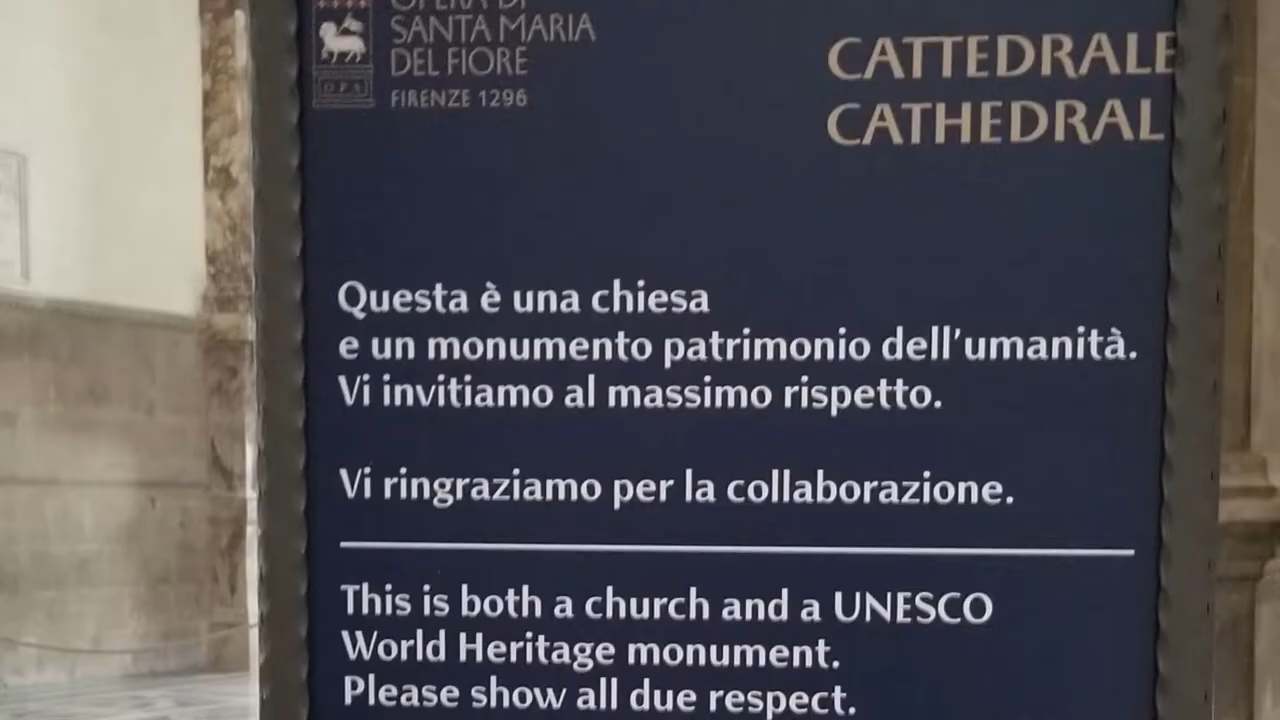 OPERA DI
SANTA MARIA
DEL FIORE
FIRENZE 1296
CATTEDRALE
CATHEDRAL
Questa è una chiesa
e un monumento patrimonio dell'umanità.
Vi invitiamo al massimo rispetto.
Vi ringraziamo per la collaborazione.
This is both a church and a UNESCO
World Heritage monument.
Please show all due respect.